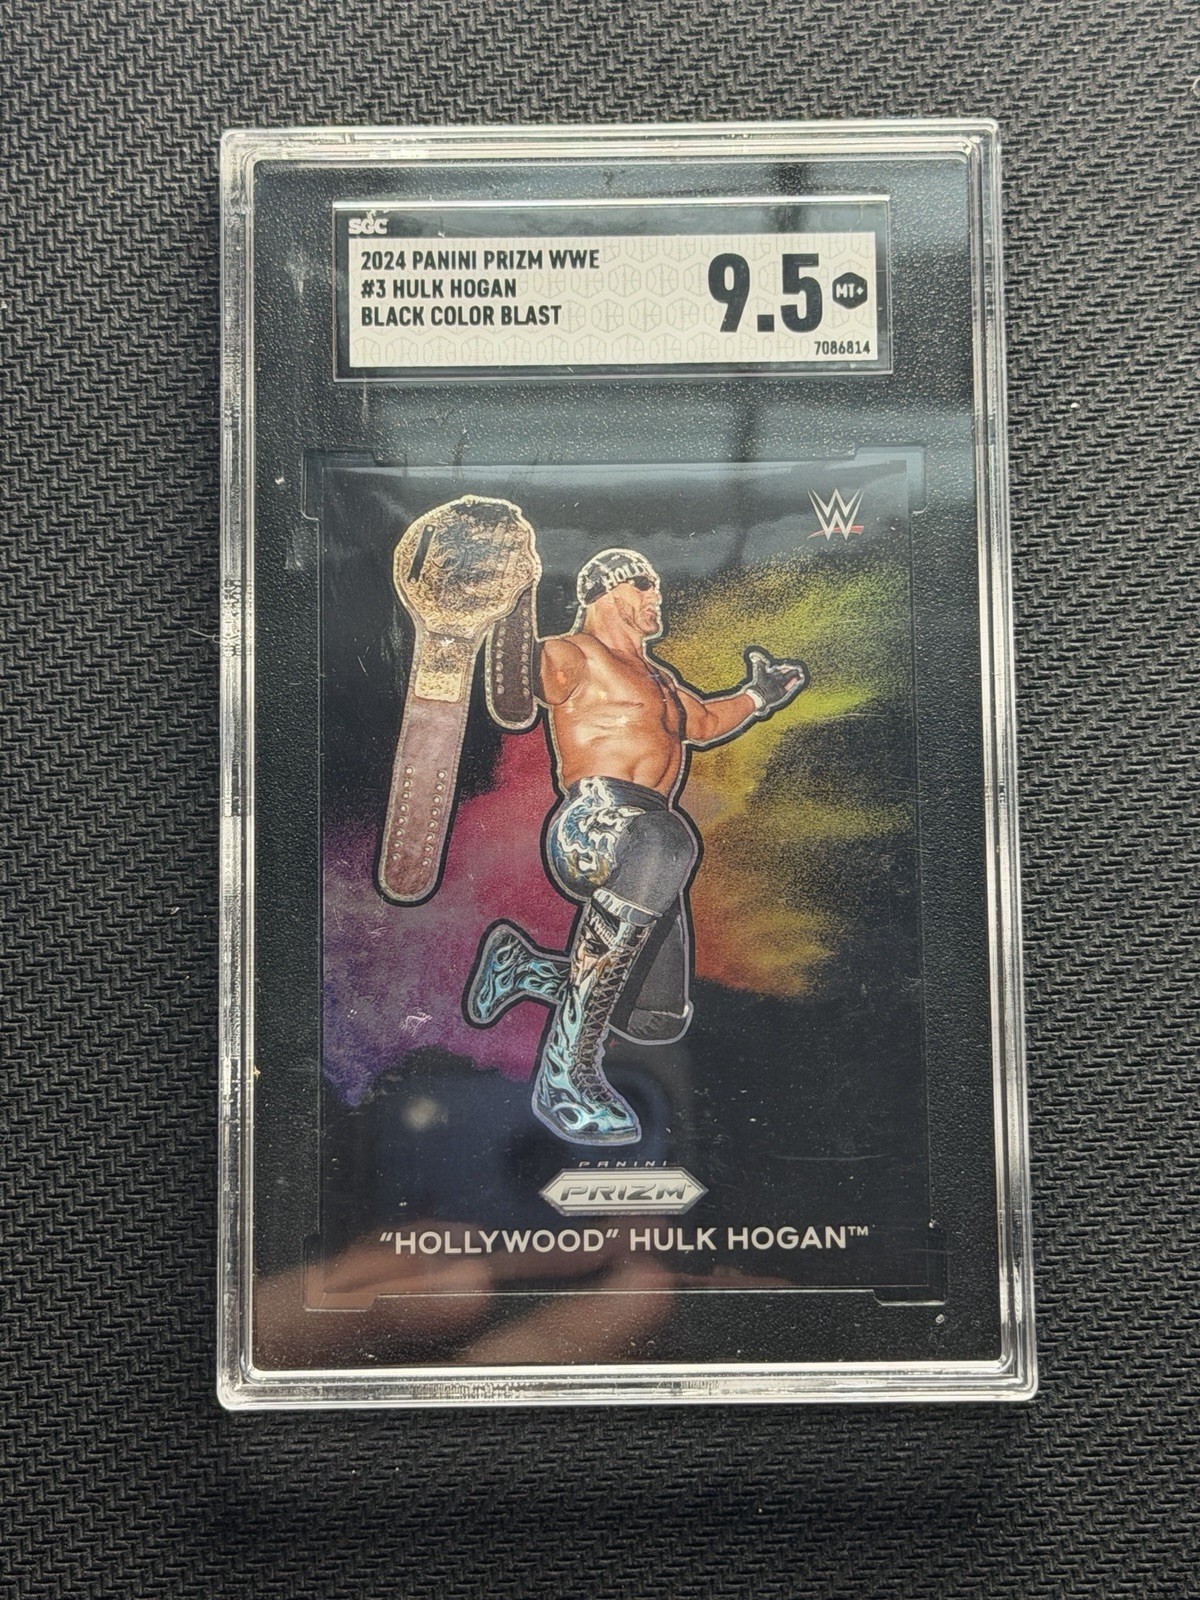 SGC
2024 PANINI PRIZM WWE
#3 HULK HOGAN
BLACK COLOR BLAST
9.5
MT+
7086814
W
HOLLY
PANINI
PRIZM
"HOLLYWOOD" HULK HOGAN™